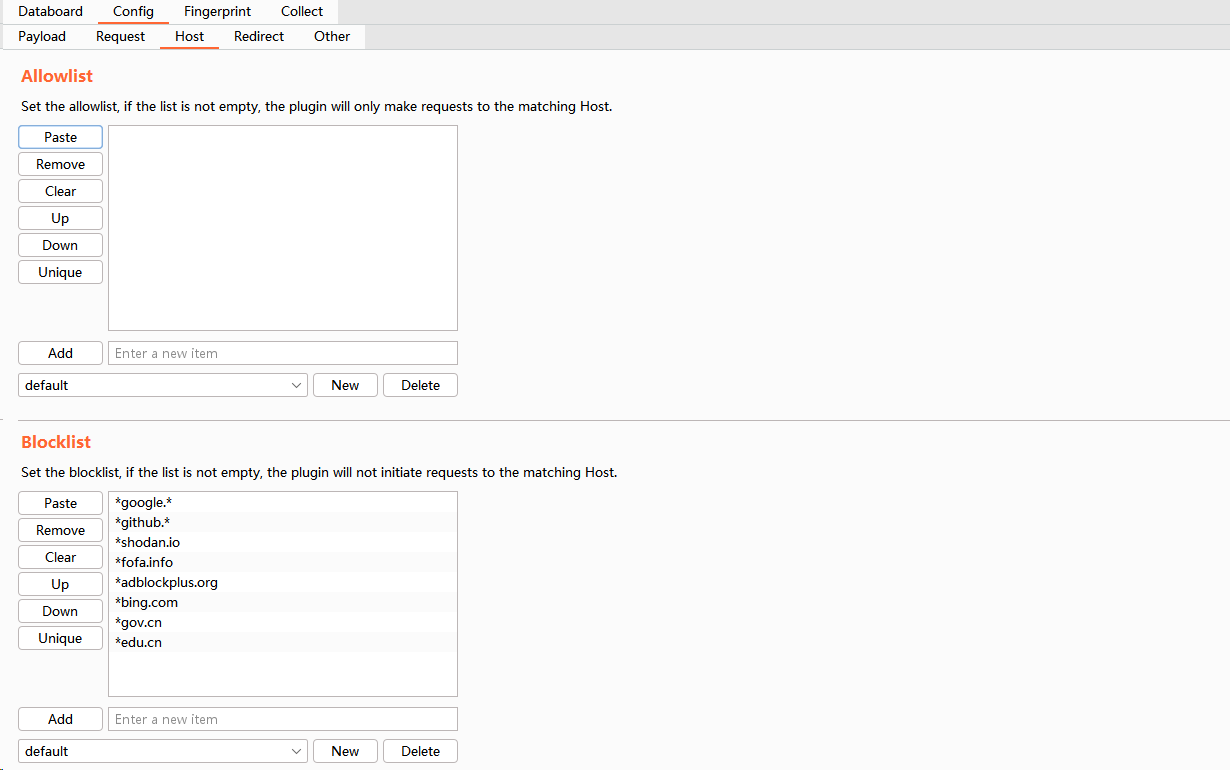 Databoard Config Fingerprint Collect
Payload Request Host Redirect Other
Allowlist
Set the allowlist, if the list is not empty, the plugin will only make requests to the matching Host.
Paste
Remove
Clear
Up
Down
Unique
Add Enter a new item
default New Delete
Blocklist
Set the blocklist, if the list is not empty, the plugin will not initiate requests to the matching Host.
Paste
Remove
Clear
Up
Down
Unique
*google.*
*github.*
*shodan.io
*fofa.info
*adblockplus.org
*bing.com
*gov.cn
*edu.cn
Add Enter a new item
default New Delete